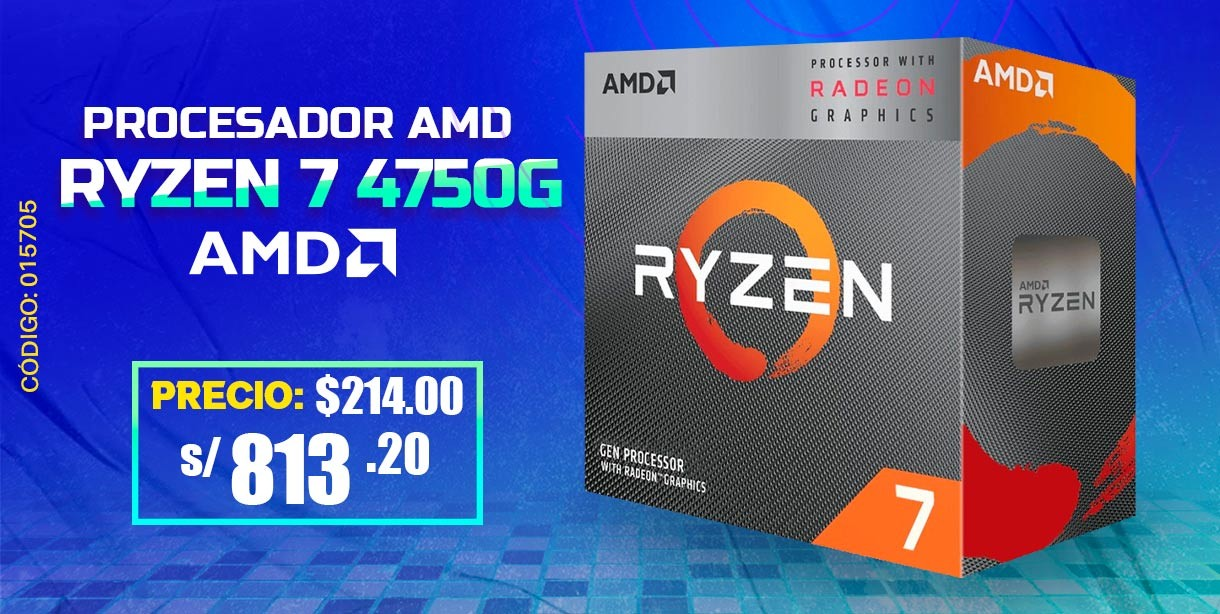 PROCESADOR AMD
RYZEN 7 4750G
AMD
CÓDIGO: 015705
PRECIO: $214.00
s/ 813.20
AMD
PROCESSOR WITH
RADEON
GRAPHICS
RYZEN
GEN PROCESSOR
WITH RADEON™ GRAPHICS
7
AMD
AMD
RYZEN